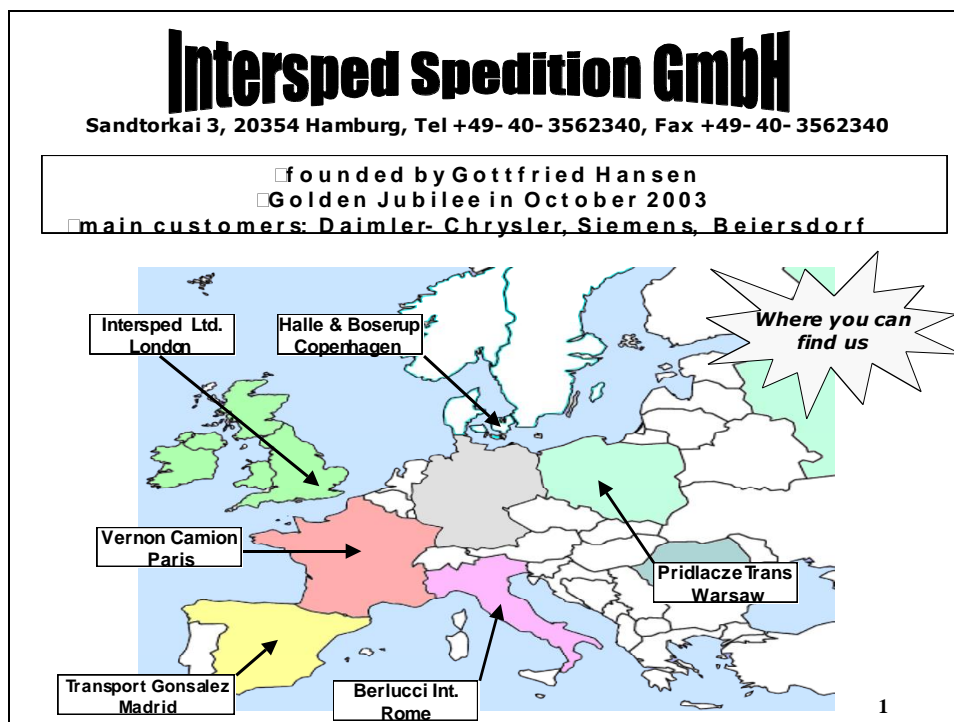 Intersped Spedition GmbH
Sandtorkai 3, 20354 Hamburg, Tel +49-40-3562340, Fax +49-40-3562340
founded by Gottfried Hansen
Golden Jubilee in October 2003
main customers: Daimler-Chrysler, Siemens, Beiersdorf
Where you can
find us
Intersped Ltd.
London
Halle & Boserup
Copenhagen
Vernon Camion
Paris
Pridlacze Trans
Warsaw
Transport Gonsalez
Madrid
Berlucci Int.
Rome
1